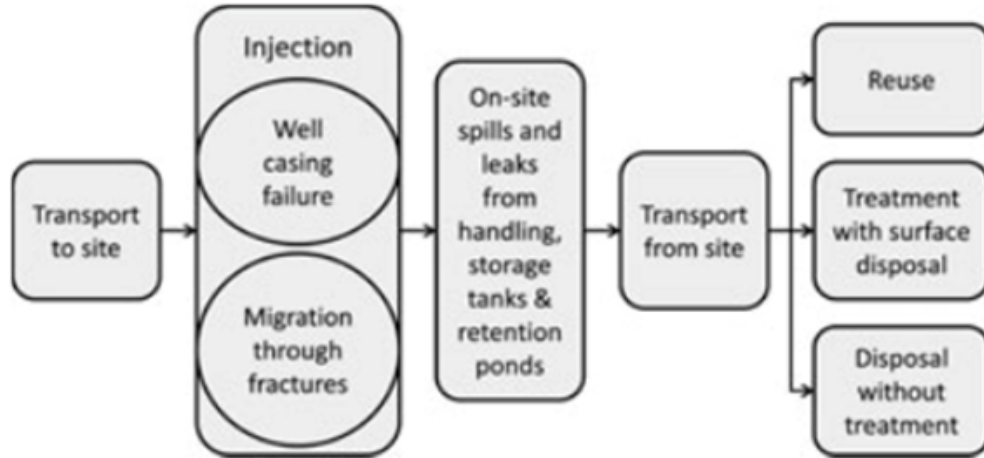 Transport
to site
Injection
Well
casing
failure
Migration
through
fractures
On-site
spills and
leaks
from
handling,
storage
tanks &
retention
ponds
Transport
from site
Reuse
Treatment
with surface
disposal
Disposal
without
treatment